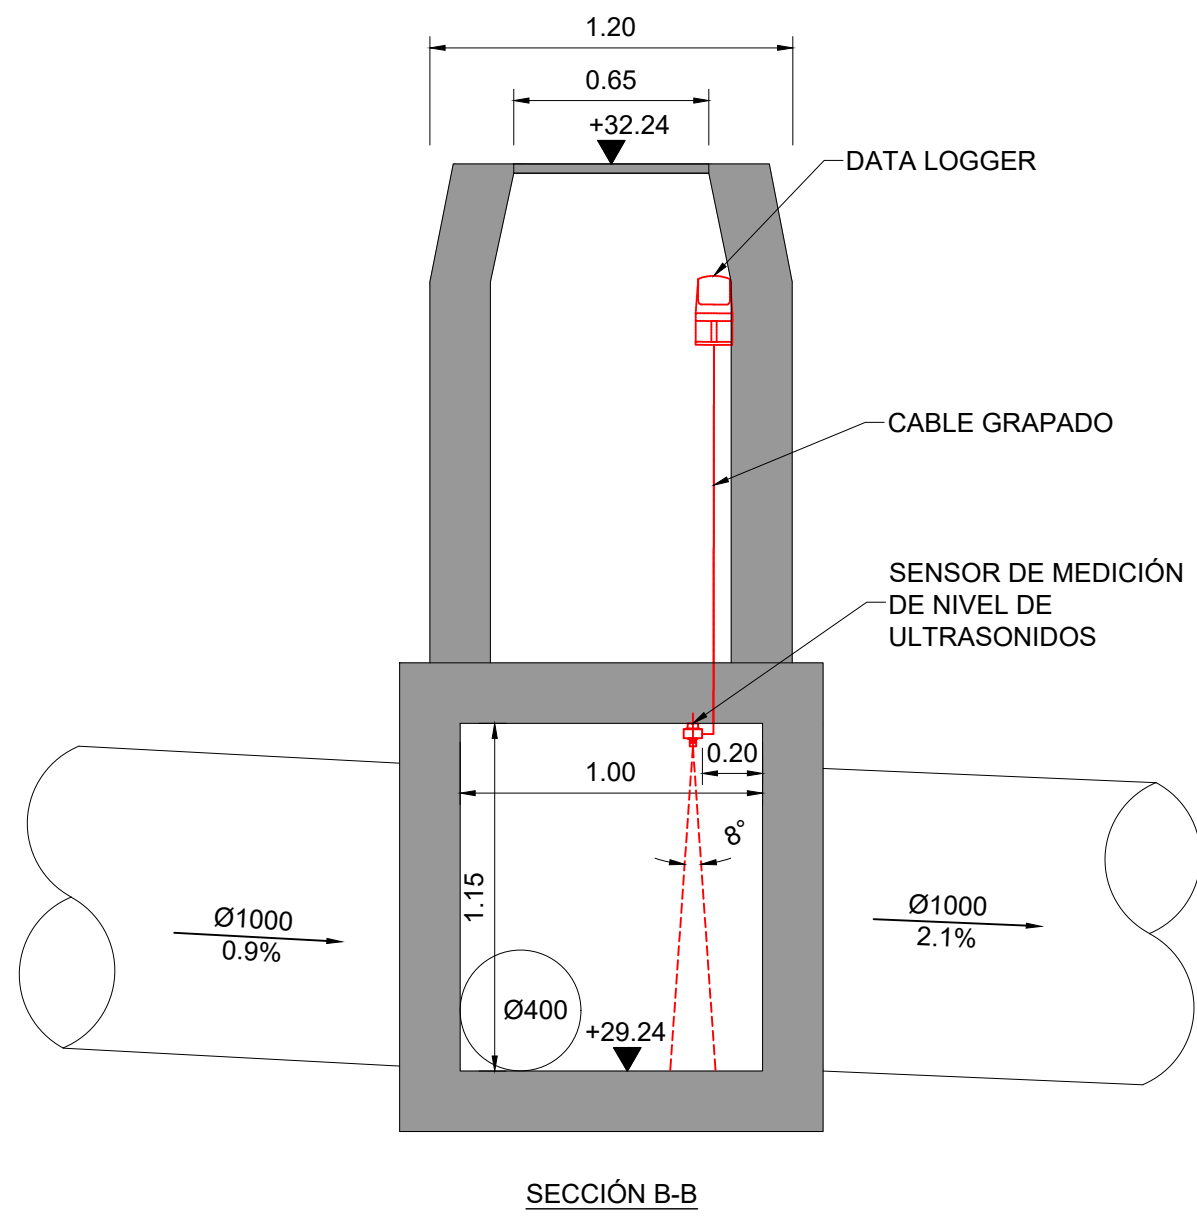 1.20
0.65
+32.24
DATA LOGGER
CABLE GRAPADO
SENSOR DE MEDICIÓN
DE NIVEL DE
ULTRASONIDOS
0.20
1.00
8°
1.15
Ø1000
0.9%
Ø1000
2.1%
Ø400
+29.24
SECCIÓN B-B